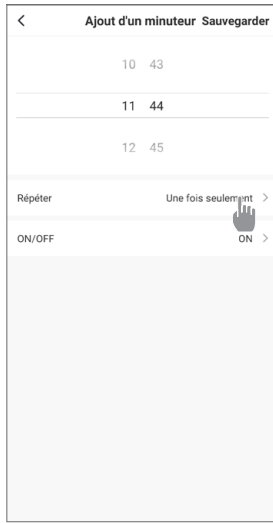 Ajout d'un minuteur Sauvegarder
10 43
11 44
12 45
Répéter Une fois seulement
ON/OFF ON